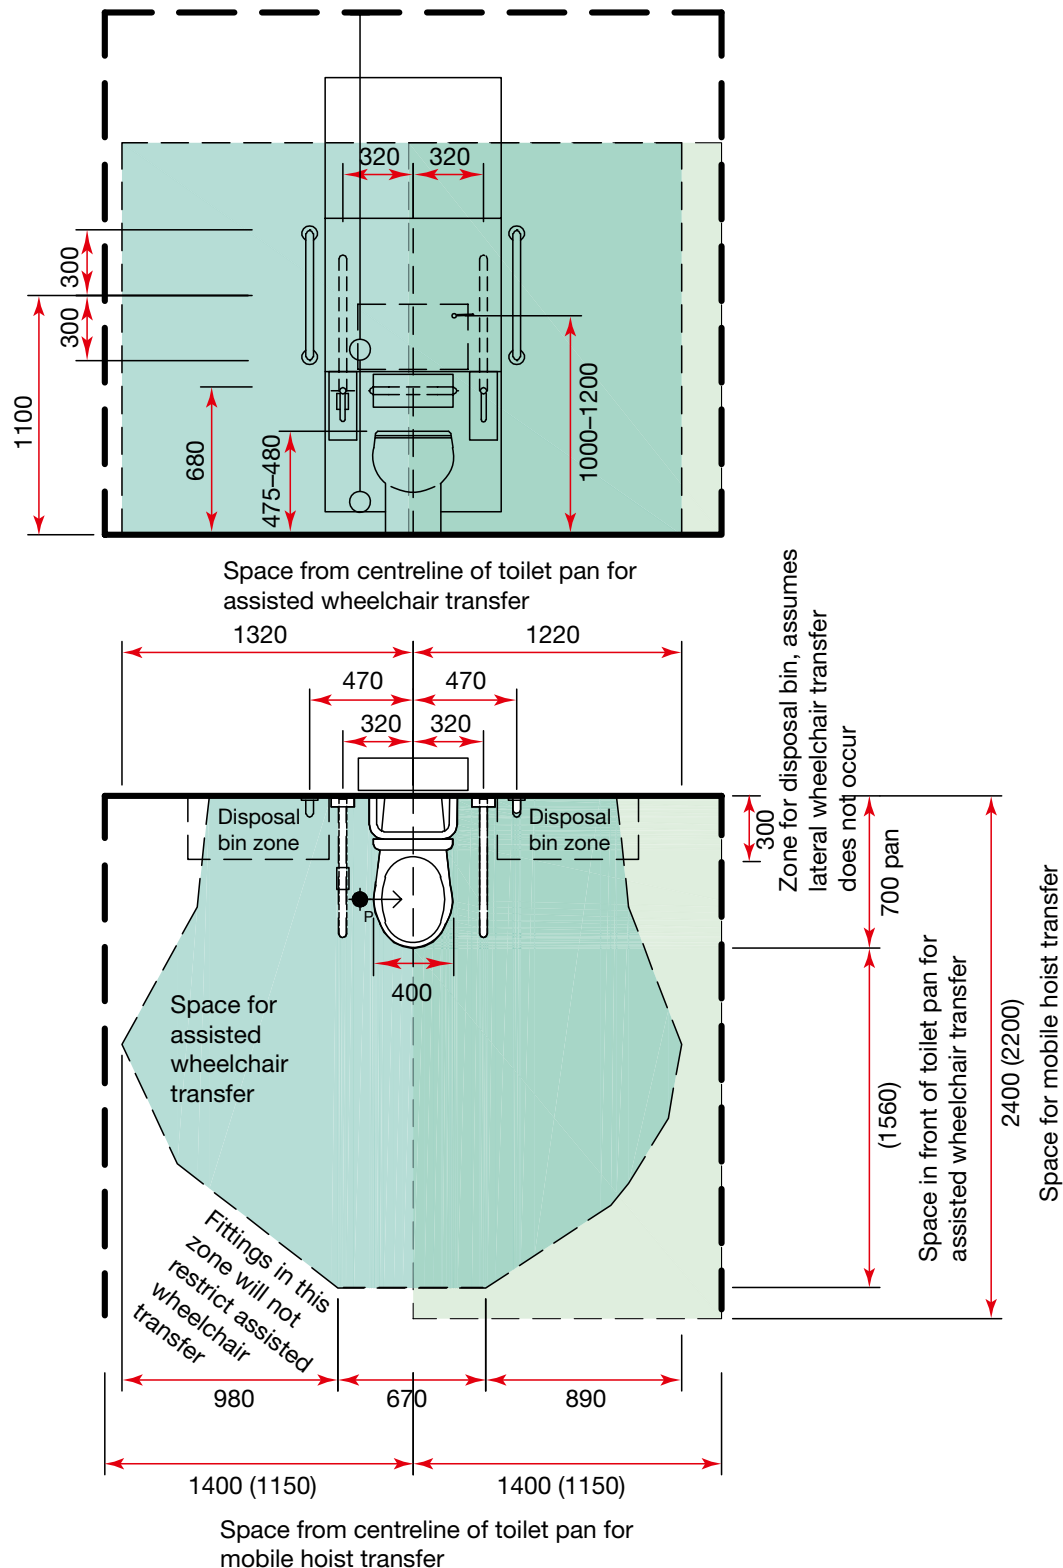 320
320
300
300
1100
680
475–480
1000–1200
Space from centreline of toilet pan for
assisted wheelchair transfer
1320
1220
470
470
320
320
Zone for disposal bin, assumes
lateral wheelchair transfer
does not occur
Disposal
bin zone
Disposal
bin zone
300
700 pan
P
400
Space for
assisted
wheelchair
transfer
(1560)
Space in front of toilet pan for
assisted wheelchair transfer
2400 (2200)
Space for mobile hoist transfer
Fittings in this
zone will not
restrict assisted
wheelchair
transfer
980
670
890
1400 (1150)
1400 (1150)
Space from centreline of toilet pan for
mobile hoist transfer